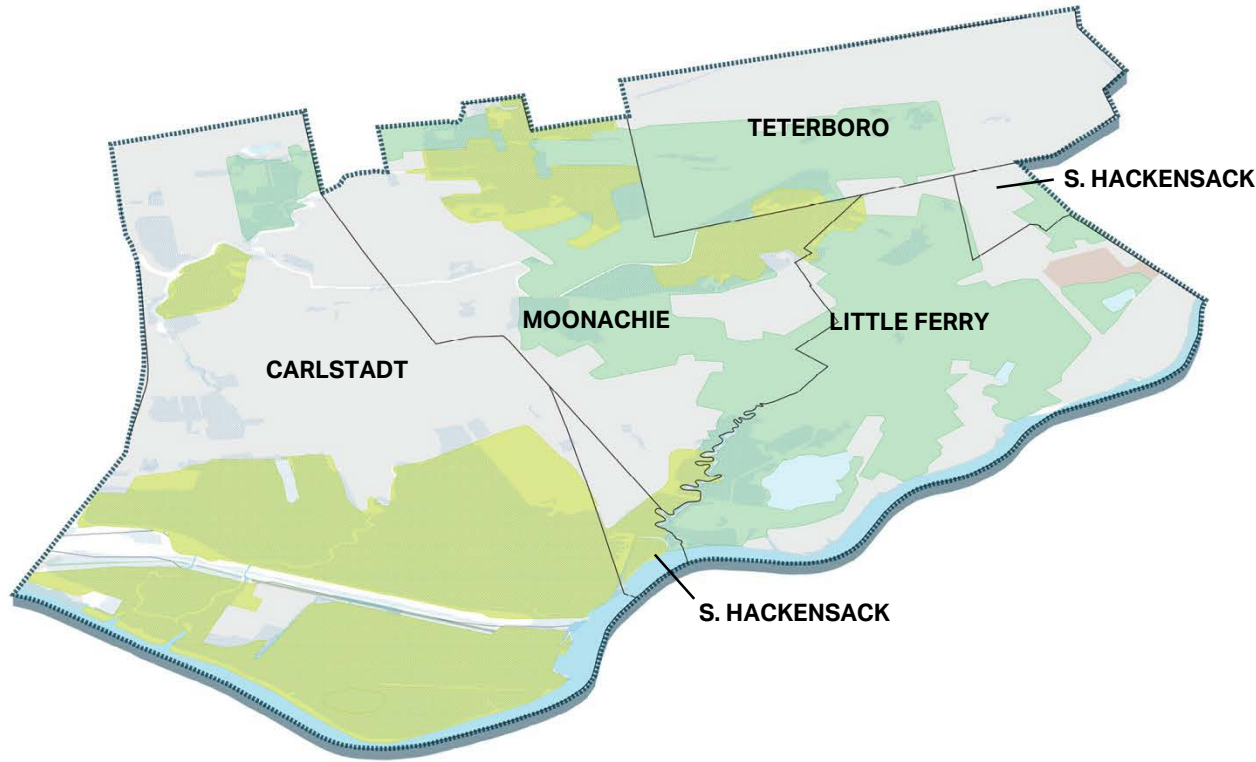 TETERBORO
S. HACKENSACK
MOONACHIE
LITTLE FERRY
CARLSTADT
S. HACKENSACK